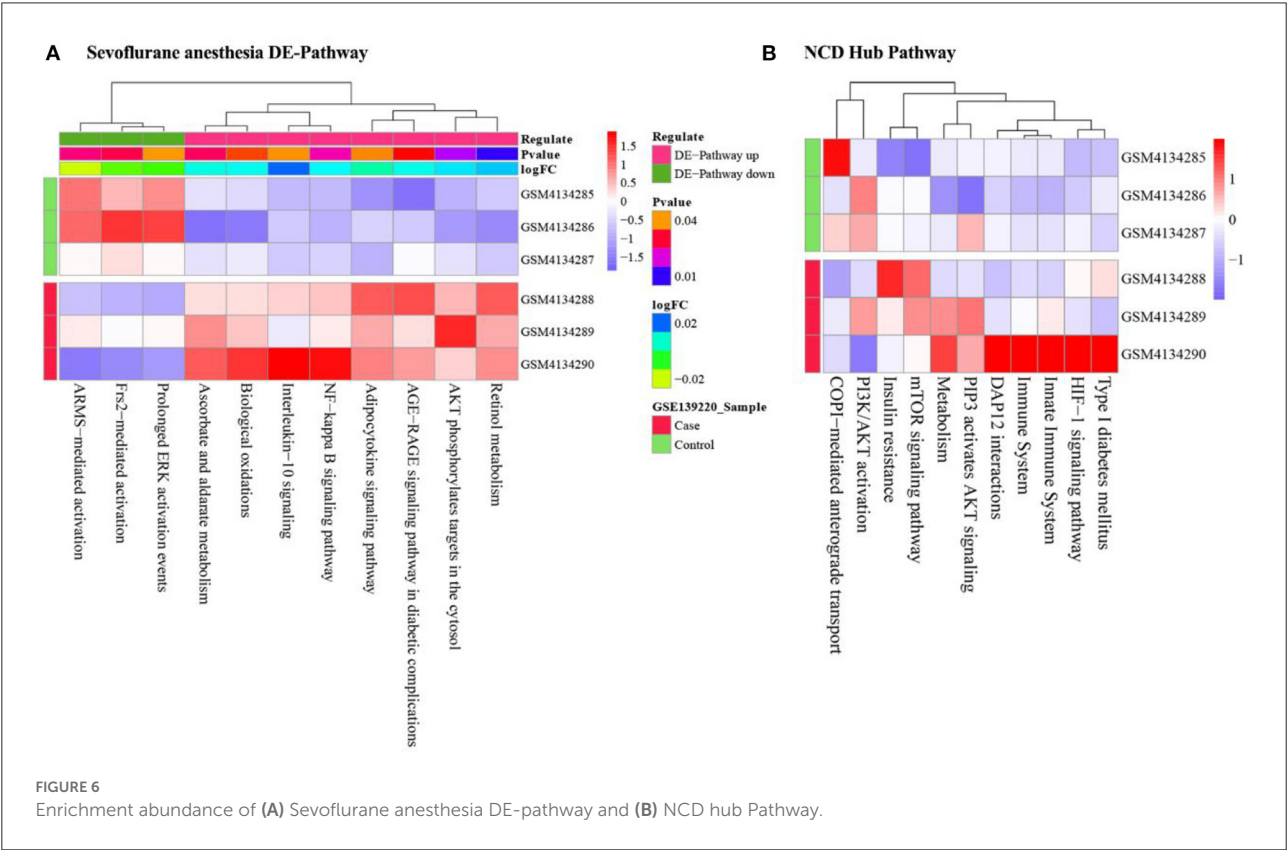 A Sevoflurane anesthesia DE-Pathway
Regulate
Pvalue
logFC
GSM4134285
GSM4134286
GSM4134287
GSM4134288
GSM4134289
GSM4134290
ARMS−mediated activation
Frs2−mediated activation
Prolonged ERK activation events
Ascorbate and aldarate metabolism
Biological oxidations
Interleukin−10 signaling
NF−kappa B signaling pathway
Adipocytokine signaling pathway
AGE−RAGE signaling pathway in diabetic complications
AKT phosphorylates targets in the cytosol
Retinol metabolism
1.5
1
0.5
0
−0.5
−1
−1.5
Regulate
DE-Pathway up
DE-Pathway down
Pvalue
0.04
0.01
logFC
0.02
−0.02
GSE139220_Sample
Case
Control
B NCD Hub Pathway
GSM4134285
GSM4134286
GSM4134287
GSM4134288
GSM4134289
GSM4134290
COPI−mediated anterograde transport
PI3K/AKT activation
Insulin resistance
mTOR signaling pathway
Metabolism
PIP3 activates AKT signaling
DAP12 interactions
Immune System
Innate Immune System
HIF−1 signaling pathway
Type I diabetes mellitus
1
0
−1
FIGURE 6
Enrichment abundance of (A) Sevoflurane anesthesia DE-pathway and (B) NCD hub Pathway.